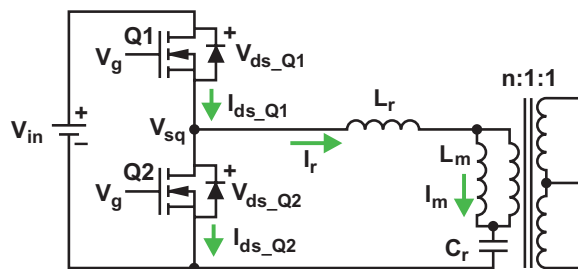 Q1
V_g
+
V_ds_Q1
n:1:1
I_ds_Q1
L_r
V_in
+
−
V_sq
I_r
L_m
Q2
+
V_g
V_ds_Q2
I_m
I_ds_Q2
C_r